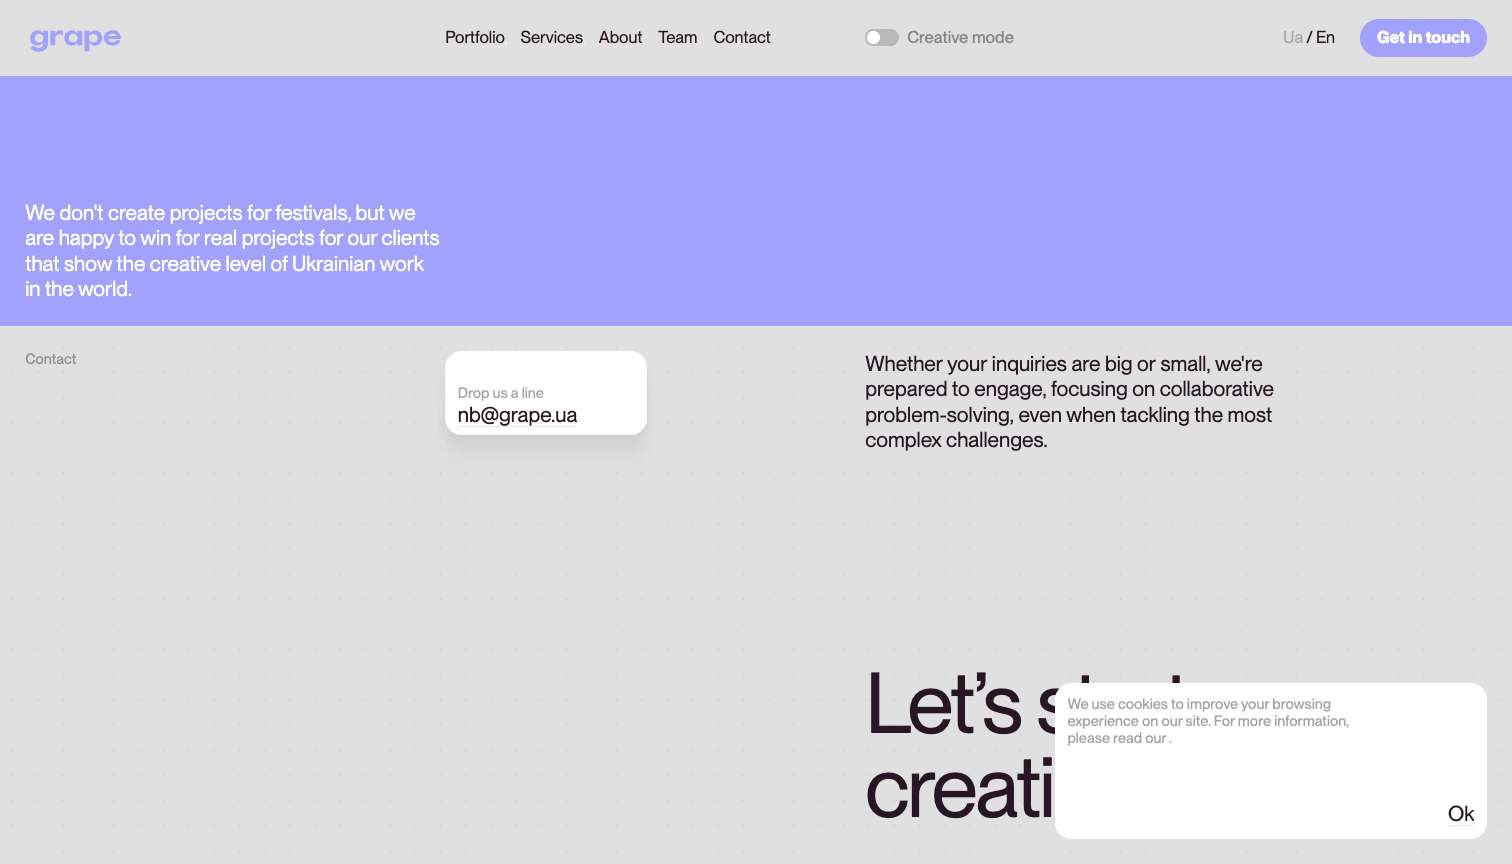 grape
Portfolio Services About Team Contact
Creative mode
Ua / En
Get in touch
We don't create projects for festivals, but we
are happy to win for real projects for our clients
that show the creative level of Ukrainian work
in the world.
Contact
Drop us a line
nb@grape.ua
Whether your inquiries are big or small, we're
prepared to engage, focusing on collaborative
problem-solving, even when tackling the most
complex challenges.
Let’s
We use cookies to improve your browsing
experience on our site. For more information,
please read our .
Ok